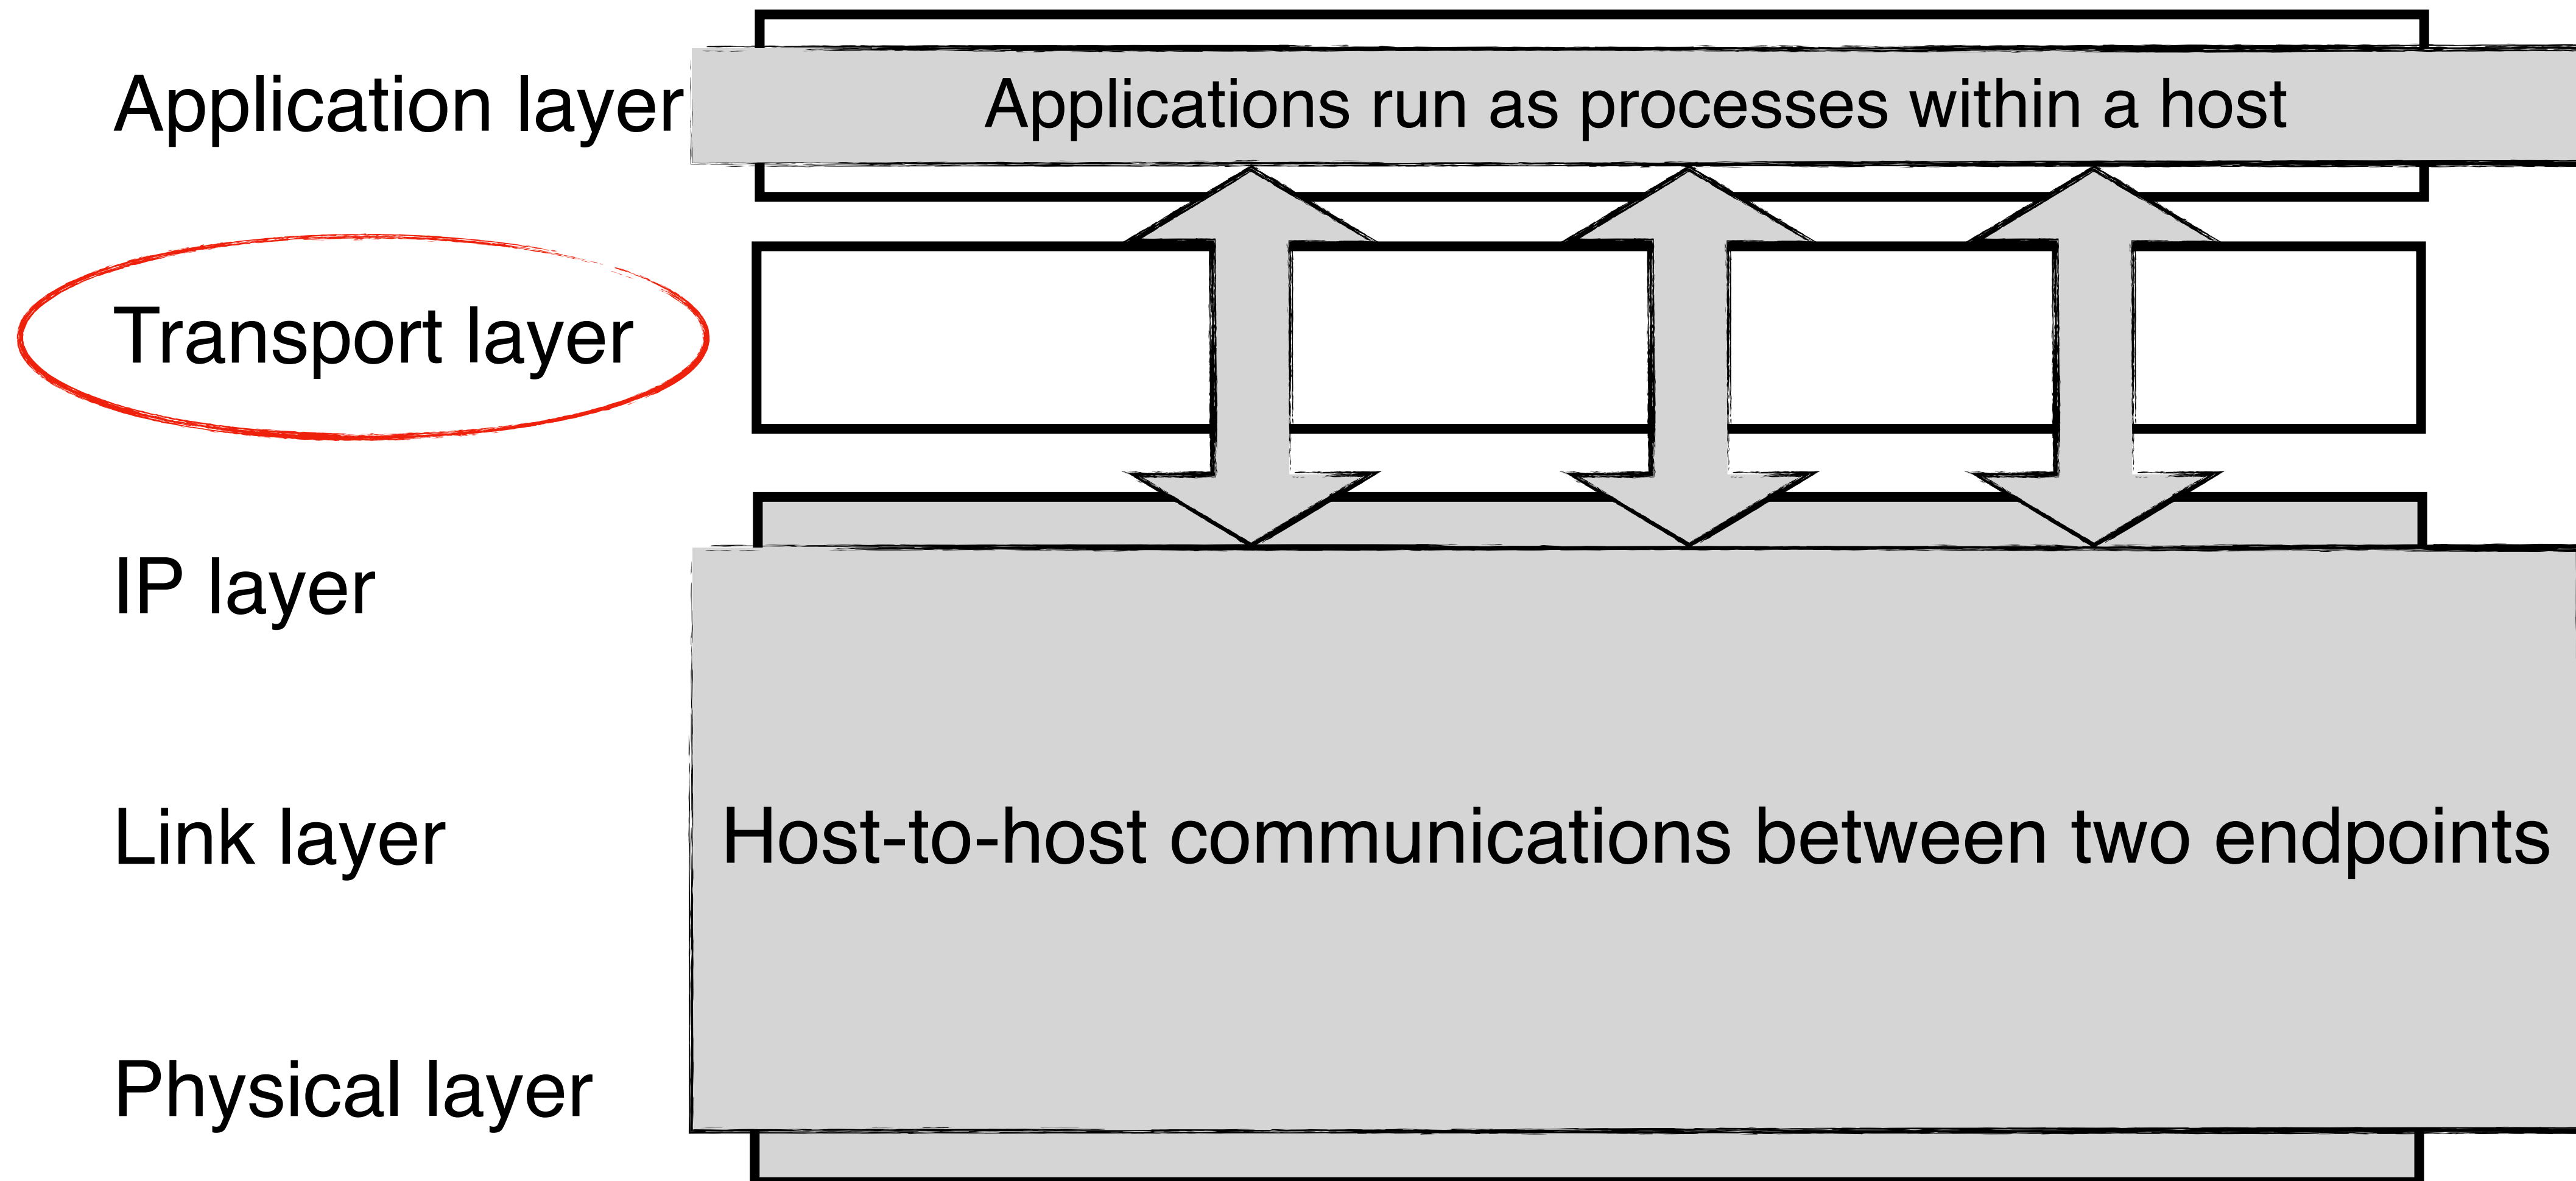 Application layer
Applications run as processes within a host
Transport layer
IP layer
Link layer
Host-to-host communications between two endpoints
Physical layer